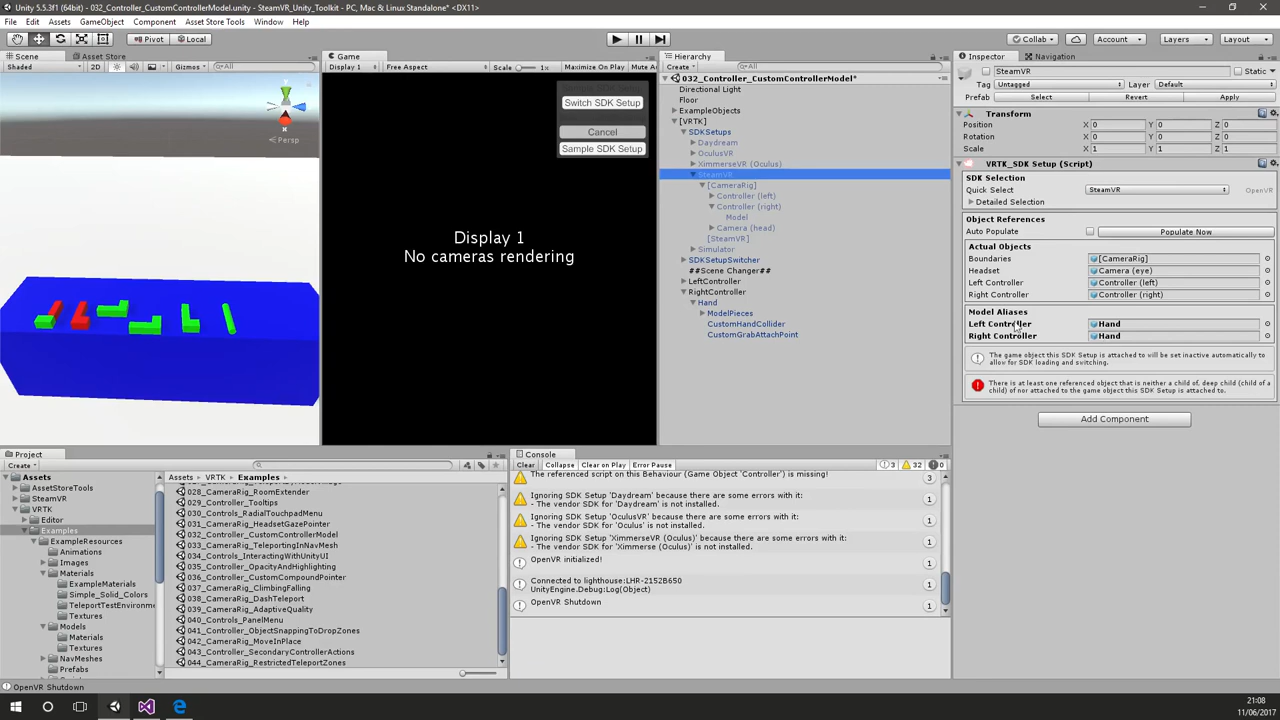 Unity 5.5.3f1 (64bit) - 032_Controller_CustomControllerModel.unity - SteamVR_Unity_Toolkit - PC, Mac & Linux Standalone* <DX11>
File Edit Assets GameObject Component Asset Store Tools Window Help
Pivot Local
Collab Account Layers Layout
Scene Asset Store
Shaded 2D Gizmos All
y
Persp
Game
Display 1 Free Aspect Scale 1x Maximize On Play Mute A
Switch SDK Setup
Cancel
Sample SDK Setup
Display 1
No cameras rendering
Hierarchy
Create All
032_Controller_CustomControllerModel*
Directional Light
Floor
ExampleObjects
[VRTK]
SDKSetups
Daydream
OculusVR
XimmerseVR (Oculus)
SteamVR
[CameraRig]
Controller (left)
Controller (right)
Model
Camera (head)
[SteamVR]
Simulator
SDKSetupSwitcher
##Scene Changer##
LeftController
RightController
Hand
ModelPieces
CustomHandCollider
CustomGrabAttachPoint
Inspector Navigation
SteamVR Static
Tag Untagged Layer Default
Prefab Select Revert Apply
Transform
Position X 0 Y 0 Z 0
Rotation X 0 Y 0 Z 0
Scale X 1 Y 1 Z 1
VRTK_SDK Setup (Script)
SDK Selection
Quick Select SteamVR OpenVR
Detailed Selection
Object References
Auto Populate Populate Now
Actual Objects
Boundaries [CameraRig]
Headset Camera (eye)
Left Controller Controller (left)
Right Controller Controller (right)
Model Aliases
Left Controller Hand
Right Controller Hand
The game object this SDK Setup is attached to will be set inactive automatically to
allow for SDK loading and switching.
There is at least one referenced object that is neither a child of, deep child (child of a
child) of nor attached to the game object this SDK Setup is attached to.
Add Component
Project
Create
Assets
AssetStoreTools
SteamVR
VRTK
Editor
Examples
ExampleResources
Animations
Images
Materials
ExampleMaterials
Simple_Solid_Colors
TeleportTestEnvironme
Textures
Models
Materials
Textures
NavMeshes
Prefabs
Assets VRTK Examples
028_CameraRig_RoomExtender
029_Controller_Tooltips
030_Controls_RadialTouchpadMenu
031_CameraRig_HeadsetGazePointer
032_Controller_CustomControllerModel
033_CameraRig_TeleportingInNavMesh
034_Controls_InteractingWithUnityUI
035_Controller_OpacityAndHighlighting
036_Controller_CustomCompoundPointer
037_CameraRig_ClimbingFalling
038_CameraRig_DashTeleport
039_CameraRig_AdaptiveQuality
040_Controls_PanelMenu
041_Controller_ObjectSnappingToDropZones
042_CameraRig_MoveInPlace
043_Controller_SecondaryControllerActions
044_CameraRig_RestrictedTeleportZones
Console
Clear Collapse Clear on Play Error Pause 3 32 0
The referenced script on this Behaviour (Game Object 'Controller') is missing! 3
Ignoring SDK Setup 'Daydream' because there are some errors with it:
- The vendor SDK for 'Daydream' is not installed. 1
Ignoring SDK Setup 'OculusVR' because there are some errors with it:
- The vendor SDK for 'Oculus' is not installed. 1
Ignoring SDK Setup 'XimmerseVR (Oculus)' because there are some errors with it:
- The vendor SDK for 'Ximmerse (Oculus)' is not installed. 1
OpenVR initialized! 1
Connected to lighthouse:LHR-2152B650
UnityEngine.Debug:Log(Object) 1
OpenVR Shutdown 1
OpenVR Shutdown
21:08
11/06/2017